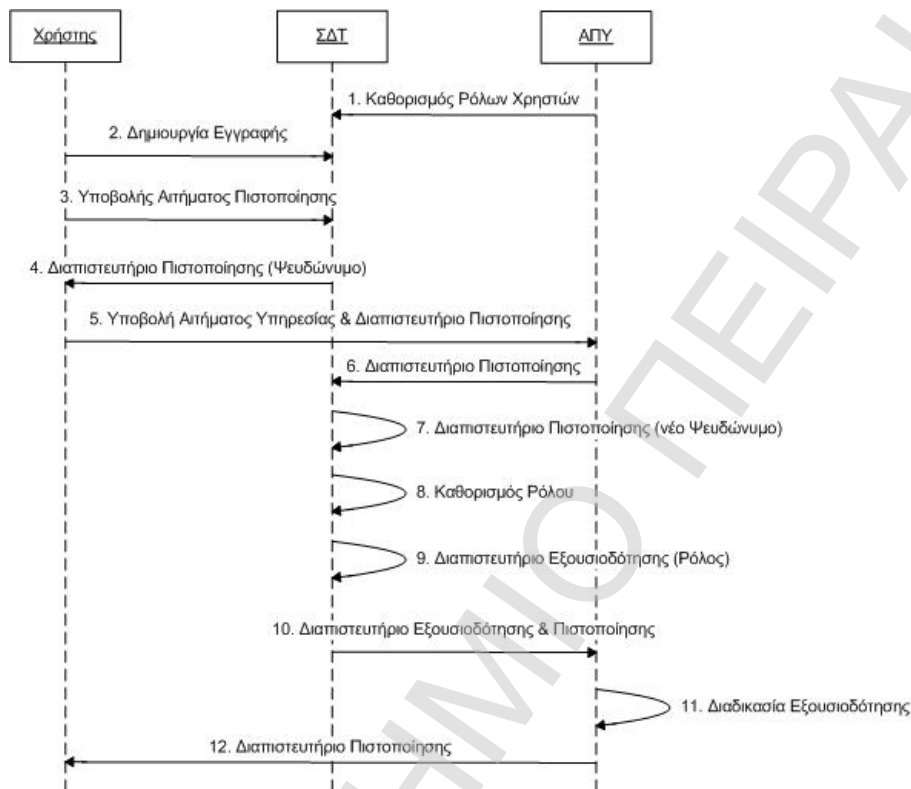 Χρήστης
ΣΔΤ
ΑΠΥ
1. Καθορισμός Ρόλων Χρηστών
2. Δημιουργία Εγγραφής
3. Υποβολής Αιτήματος Πιστοποίησης
4. Διαπιστευτήριο Πιστοποίησης (Ψευδώνυμο)
5. Υποβολή Αιτήματος Υπηρεσίας & Διαπιστευτήριο Πιστοποίησης
6. Διαπιστευτήριο Πιστοποίησης
7. Διαπιστευτήριο Πιστοποίησης (νέο Ψευδώνυμο)
8. Καθορισμός Ρόλου
9. Διαπιστευτήριο Εξουσιοδότησης (Ρόλος)
10. Διαπιστευτήριο Εξουσιοδότησης & Πιστοποίησης
11. Διαδικασία Εξουσιοδότησης
12. Διαπιστευτήριο Πιστοποίησης
ΗΜΙΟ ΠΕΙΡΑ